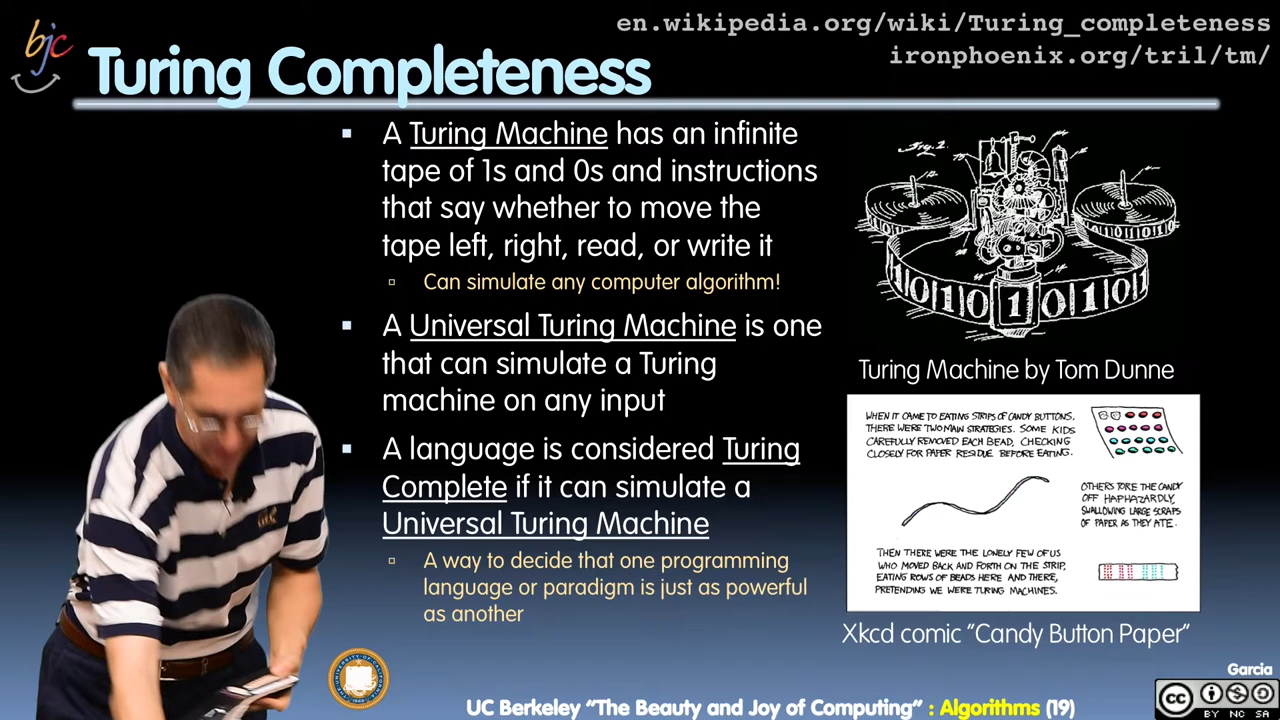 bjc
en.wikipedia.org/wiki/Turing_completeness
ironphoenix.org/tril/tm/
Turing Completeness
A Turing Machine has an infinite
tape of 1s and 0s and instructions
that say whether to move the
tape left, right, read, or write it
Can simulate any computer algorithm!
A Universal Turing Machine is one
that can simulate a Turing
machine on any input
A language is considered Turing
Complete if it can simulate a
Universal Turing Machine
A way to decide that one programming
language or paradigm is just as powerful
as another
1010101
Turing Machine by Tom Dunne
WHEN IT CAME TO EATING STRIPS OF CANDY BUTTONS,
THERE WERE TWO MAIN STRATEGIES. SOME KIDS
CAREFULLY REMOVED EACH BEAD, CHECKING
CLOSELY FOR PAPER RESIDUE BEFORE EATING.
OTHERS TORE THE CANDY
OFF HAPHAZARDLY,
SWALLOWING LARGE SCRAPS
OF PAPER AS THEY ATE.
THEN THERE WERE THE LONELY FEW OF US
WHO MOVED BACK AND FORTH ON THE STRIP,
EATING ROWS OF BEADS HERE AND THERE,
PRETENDING WE WERE TURING MACHINES.
Xkcd comic “Candy Button Paper”
Garcia
UC Berkeley “The Beauty and Joy of Computing” : Algorithms (19)
cc
BY NC SA